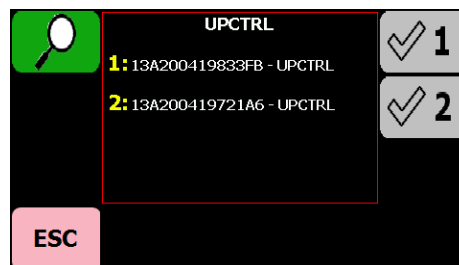 UPCTRL
1: 13A200419833FB - UPCTRL
2: 13A200419721A6 - UPCTRL
1
2
ESC